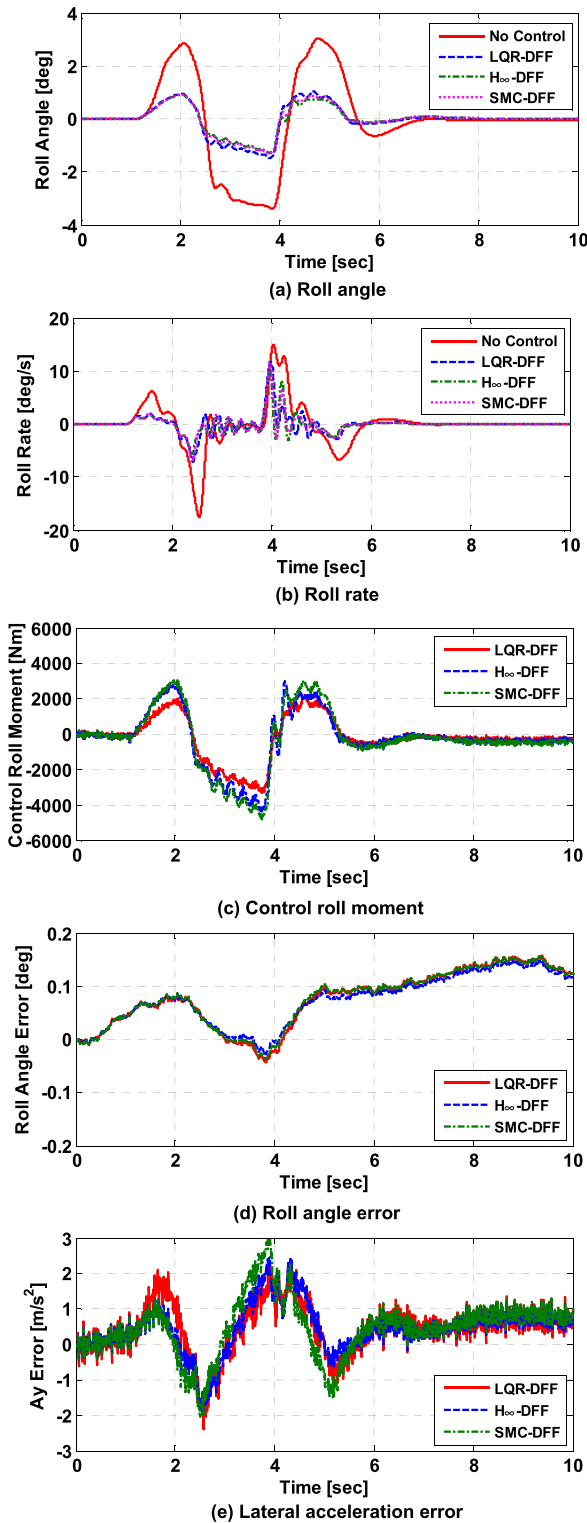 4
2
0
-2
-4
Roll Angle [deg]
No Control
LQR-DFF
H∞-DFF
SMC-DFF
0 2 4 6 8 10
Time [sec]
(a) Roll angle
20
10
0
-10
-20
Roll Rate [deg/s]
No Control
LQR-DFF
H∞-DFF
SMC-DFF
0 2 4 6 8 10
Time [sec]
(b) Roll rate
6000
4000
2000
0
-2000
-4000
-6000
Control Roll Moment [Nm]
LQR-DFF
H∞-DFF
SMC-DFF
0 2 4 6 8 10
Time [sec]
(c) Control roll moment
0.2
0.1
0
-0.1
-0.2
Roll Angle Error [deg]
LQR-DFF
H∞-DFF
SMC-DFF
0 2 4 6 8 10
Time [sec]
(d) Roll angle error
3
2
1
0
-1
-2
-3
Ay Error [m/s²]
LQR-DFF
H∞-DFF
SMC-DFF
0 2 4 6 8 10
Time [sec]
(e) Lateral acceleration error